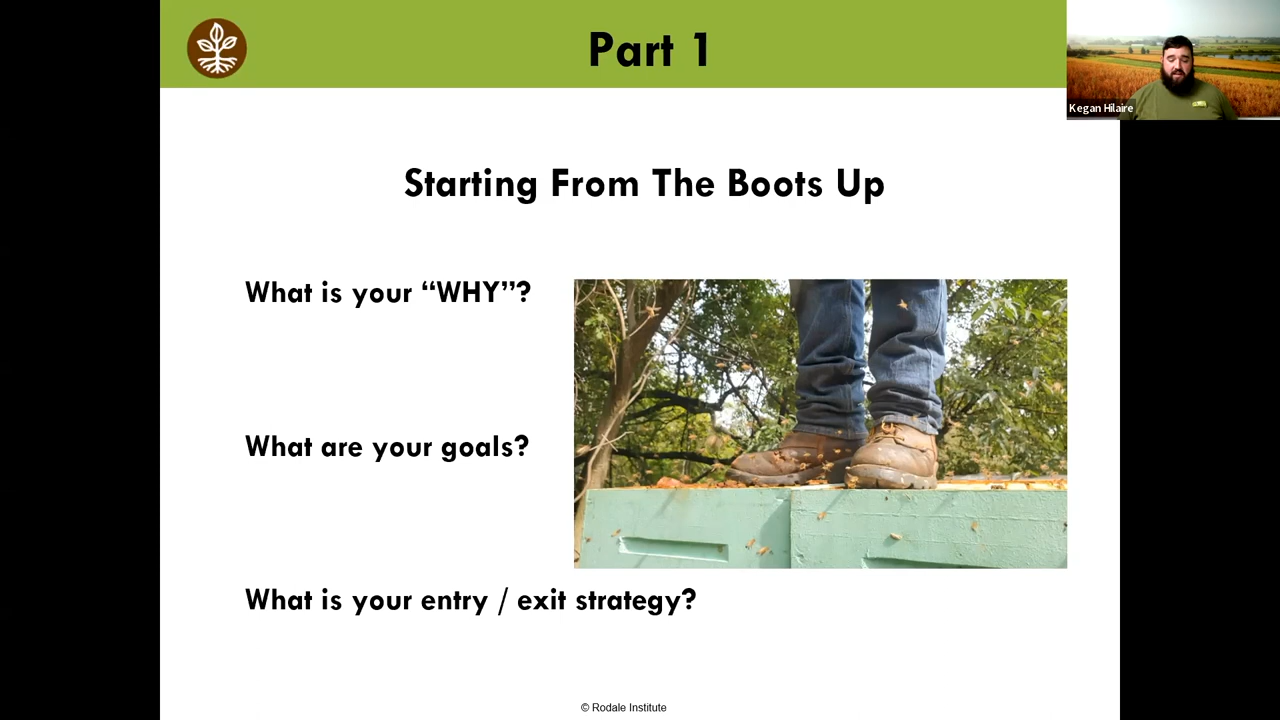 Part 1
Kegan Hilaire
Starting From The Boots Up
What is your “WHY”?
What are your goals?
What is your entry / exit strategy?
© Rodale Institute